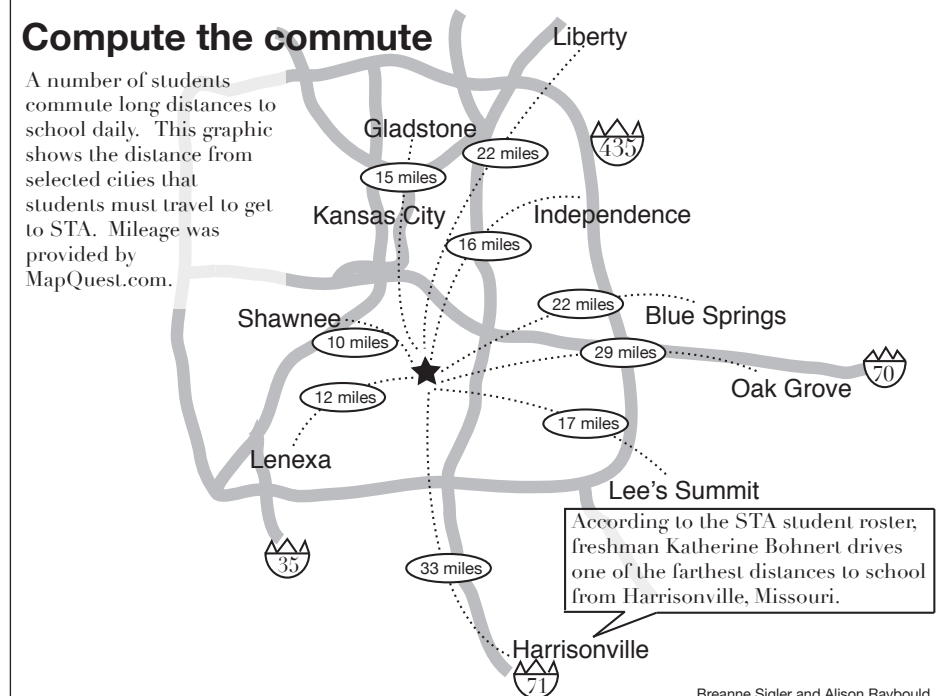 Compute the commute
A number of students
commute long distances to
school daily. This graphic
shows the distance from
selected cities that
students must travel to get
to STA. Mileage was
provided by
MapQuest.com.
Liberty
Gladstone
22 miles
435
15 miles
Kansas City
Independence
16 miles
22 miles
Shawnee
Blue Springs
10 miles
29 miles
70
Oak Grove
12 miles
17 miles
Lenexa
Lee's Summit
According to the STA student roster,
freshman Katherine Bohnert drives
one of the farthest distances to school
from Harrisonville, Missouri.
35
33 miles
Harrisonville
71
Breanne Sigler and Alison Raybould